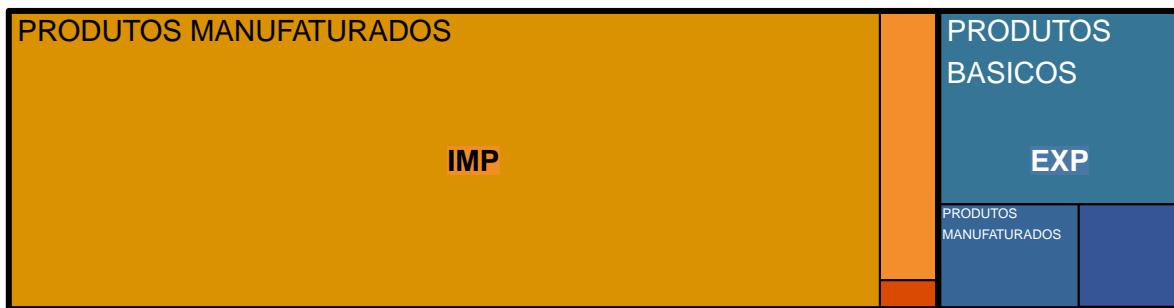 PRODUTOS MANUFATURADOS
IMP
PRODUTOS
BASICOS
EXP
PRODUTOS
MANUFATURADOS